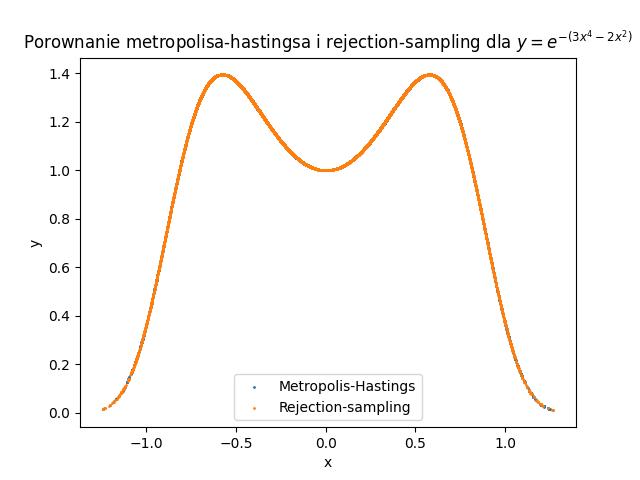 Porownanie metropolisa-hastingsa i rejection-sampling dla $y = e^{-(3x^4 - 2x^2)}$
1.4
1.2
1.0
0.8
0.6
0.4
0.2
0.0
y
Metropolis-Hastings
Rejection-sampling
−1.0 −0.5 0.0 0.5 1.0
x